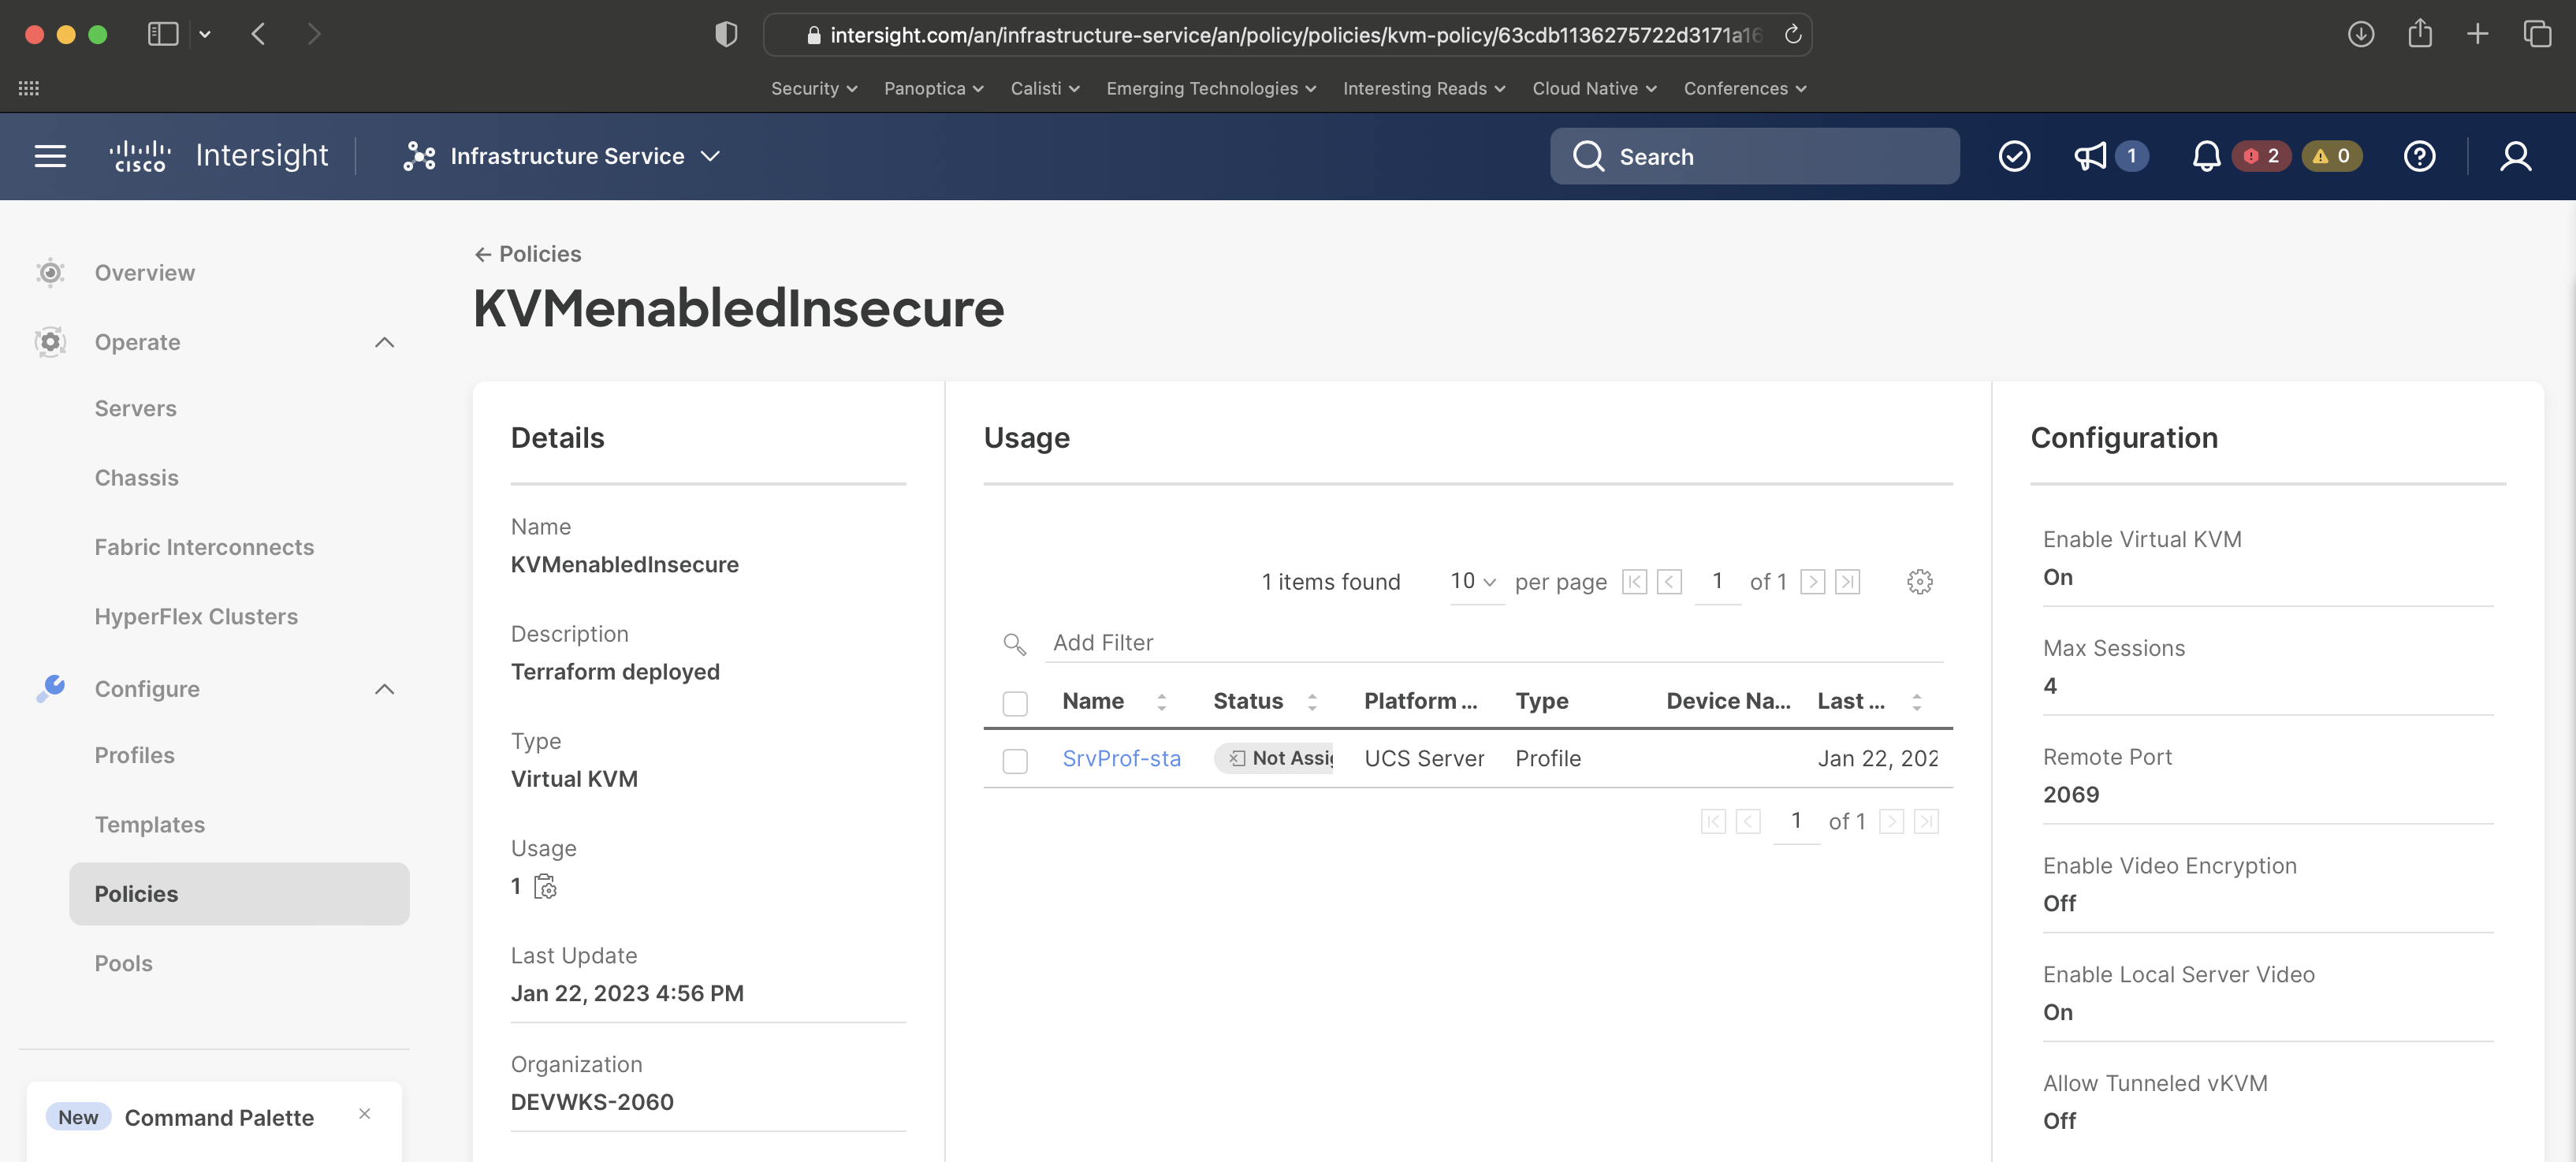 intersight.com/an/infrastructure-service/an/policy/policies/kvm-policy/63cdb1136275722d3171a16
Security
Panoptica
Calisti
Emerging Technologies
Interesting Reads
Cloud Native
Conferences
CISCO
Intersight
Infrastructure Service
Search
1
2
0
Overview
Operate
Servers
Chassis
Fabric Interconnects
HyperFlex Clusters
Configure
Profiles
Templates
Policies
Pools
New Command Palette
← Policies
KVMenabledInsecure
Details
Name
KVMenabledInsecure
Description
Terraform deployed
Type
Virtual KVM
Usage
1
Last Update
Jan 22, 2023 4:56 PM
Organization
DEVWKS-2060
Usage
1 items found 10 per page 1 of 1
Add Filter
Name Status Platform ... Type Device Na... Last ...
SrvProf-sta Not Assi UCS Server Profile Jan 22, 202
1 of 1
Configuration
Enable Virtual KVM
On
Max Sessions
4
Remote Port
2069
Enable Video Encryption
Off
Enable Local Server Video
On
Allow Tunneled vKVM
Off